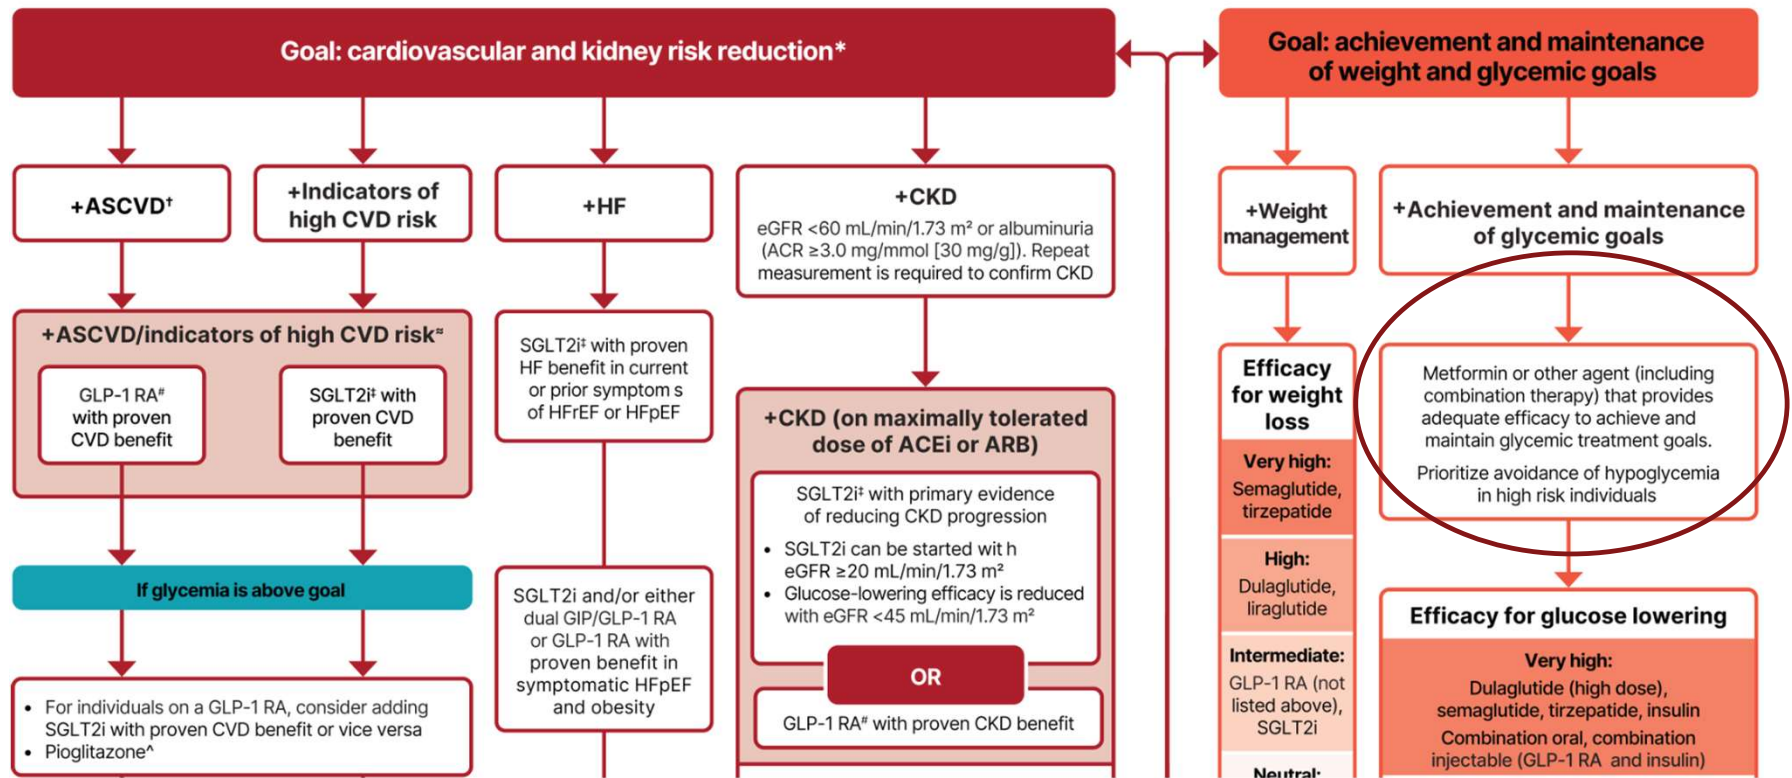 Goal: cardiovascular and kidney risk reduction*
+ASCVD†
+Indicators of
high CVD risk
+HF
+CKD
eGFR <60 mL/min/1.73 m² or albuminuria
(ACR ≥3.0 mg/mmol [30 mg/g]). Repeat
measurement is required to confirm CKD
+ASCVD/indicators of high CVD risk≈
GLP-1 RA#
with proven
CVD benefit
SGLT2i‡ with
proven CVD
benefit
SGLT2i‡ with proven
HF benefit in current
or prior symptom s
of HFrEF or HFpEF
+CKD (on maximally tolerated
dose of ACEi or ARB)
SGLT2i‡ with primary evidence
of reducing CKD progression
• SGLT2i can be started wit h
eGFR ≥20 mL/min/1.73 m²
• Glucose-lowering efficacy is reduced
with eGFR <45 mL/min/1.73 m²
OR
GLP-1 RA# with proven CKD benefit
If glycemia is above goal
• For individuals on a GLP-1 RA, consider adding
SGLT2i with proven CVD benefit or vice versa
• Pioglitazone^
SGLT2i and/or either
dual GIP/GLP-1 RA
or GLP-1 RA with
proven benefit in
symptomatic HFpEF
and obesity
Goal: achievement and maintenance
of weight and glycemic goals
+Weight
management
+Achievement and maintenance
of glycemic goals
Efficacy
for weight
loss
Very high:
Semaglutide,
tirzepatide
High:
Dulaglutide,
liraglutide
Intermediate:
GLP-1 RA (not
listed above),
SGLT2i
Neutral:
Metformin or other agent (including
combination therapy) that provides
adequate efficacy to achieve and
maintain glycemic treatment goals.
Prioritize avoidance of hypoglycemia
in high risk individuals
Efficacy for glucose lowering
Very high:
Dulaglutide (high dose),
semaglutide, tirzepatide, insulin
Combination oral, combination
injectable (GLP-1 RA and insulin)